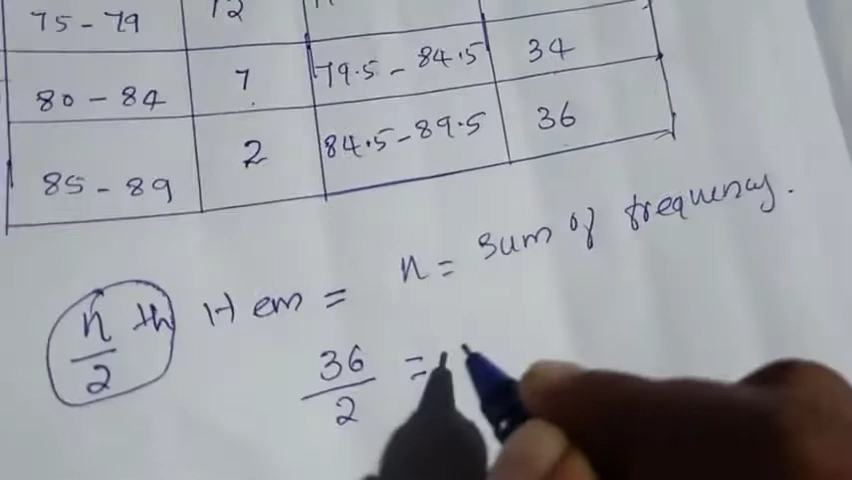 75 - 79 12
80 - 84 7 79.5 - 84.5 34
85 - 89 2 84.5 - 89.5 36
n = sum of frequency.
n/2 th item =
36/2 =